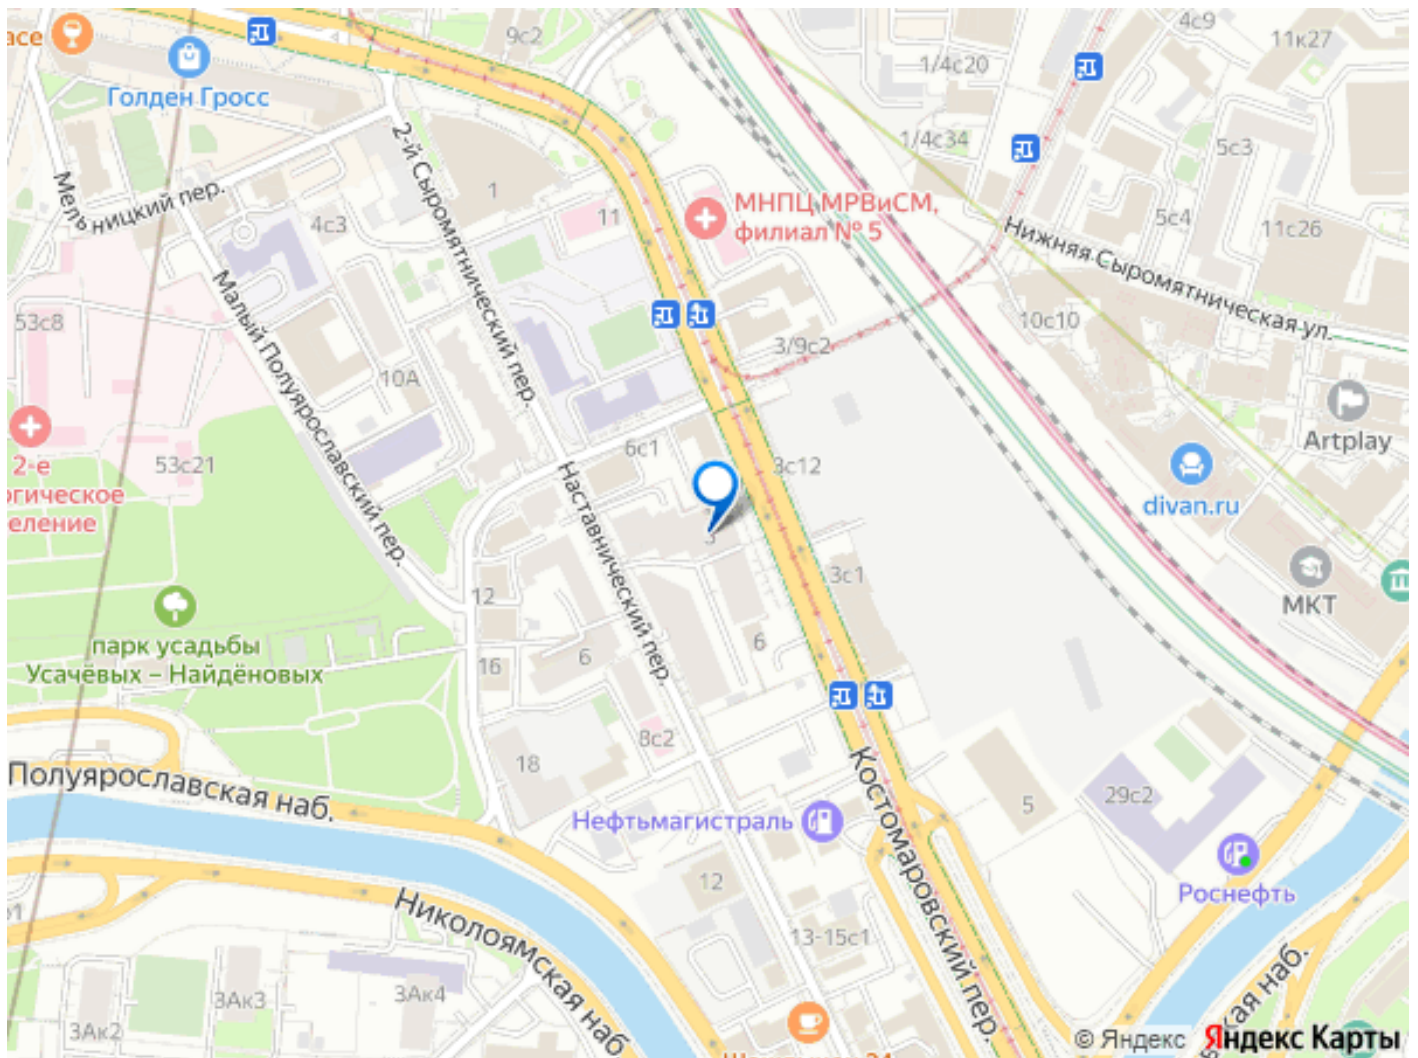 9с2
4с9
11к27
1/4с20
Голден Гросс
1/4с34
5с3
2-й Сыромятнический пер.
Мельницкий пер.
1
4с3
11
МНПЦ МРВиСМ,
филиал № 5
5с4
11с26
Нижняя Сыромятническая ул.
Малый Полуярославский пер.
53с8
10с10
3/9с2
10А
Artplay
2-е
53с21
6с1
3с12
divan.ru
Наставнический пер.
3с1
МКТ
12
парк усадьбы
Усачёвых – Найдёновых
6
6
16
8с2
18
Полуярославская наб.
Костомаровский пер.
5
29с2
Нефтьмагистраль
Роснефть
12
Николоямская наб
13-15с1
3Ак3
3Ак4
3Ак2
© Яндекс Яндекс Карты